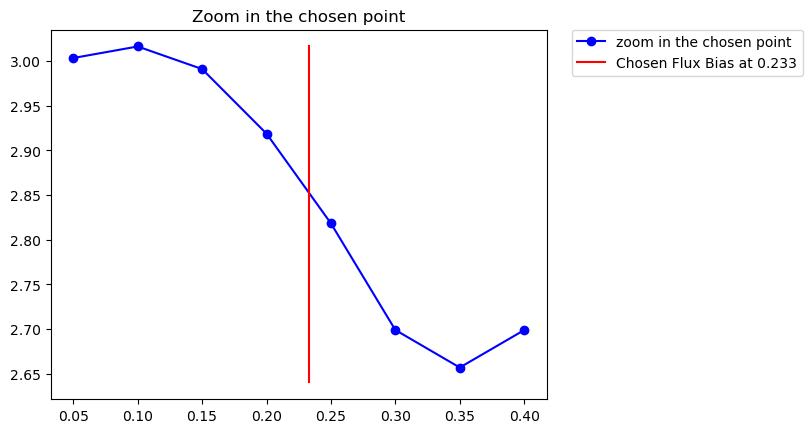 Zoom in the chosen point
zoom in the chosen point
Chosen Flux Bias at 0.233
3.00
2.95
2.90
2.85
2.80
2.75
2.70
2.65
0.05 0.10 0.15 0.20 0.25 0.30 0.35 0.40